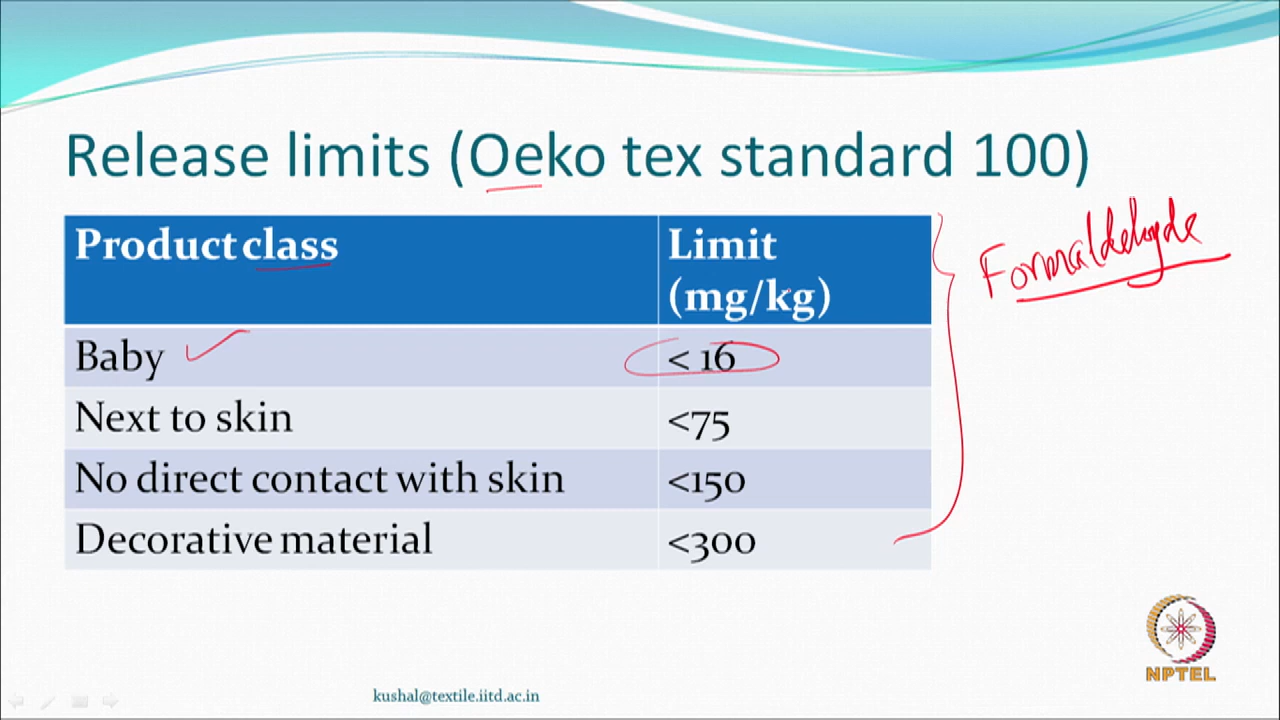 Release limits (Oeko tex standard 100)
Product class Limit (mg/kg)
Formaldehyde
Baby < 16
Next to skin <75
No direct contact with skin <150
Decorative material <300
NPTEL
kushal@textile.iitd.ac.in